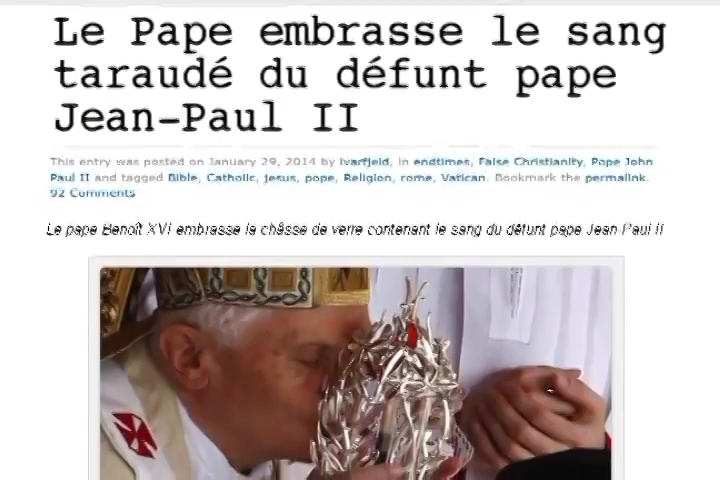 Le Pape embrasse le sang
taraudé du défunt pape
Jean-Paul II
This entry was posted on January 29, 2014 by ivarfjeld, in endtimes, False Christianity, Pope John
Paul II and tagged Bible, Catholic, jesus, pope, Religion, rome, Vatican. Bookmark the permalink.
92 Comments
Le pape Benoît XVI embrasse la châsse de verre contenant le sang du défunt pape Jean-Paul II